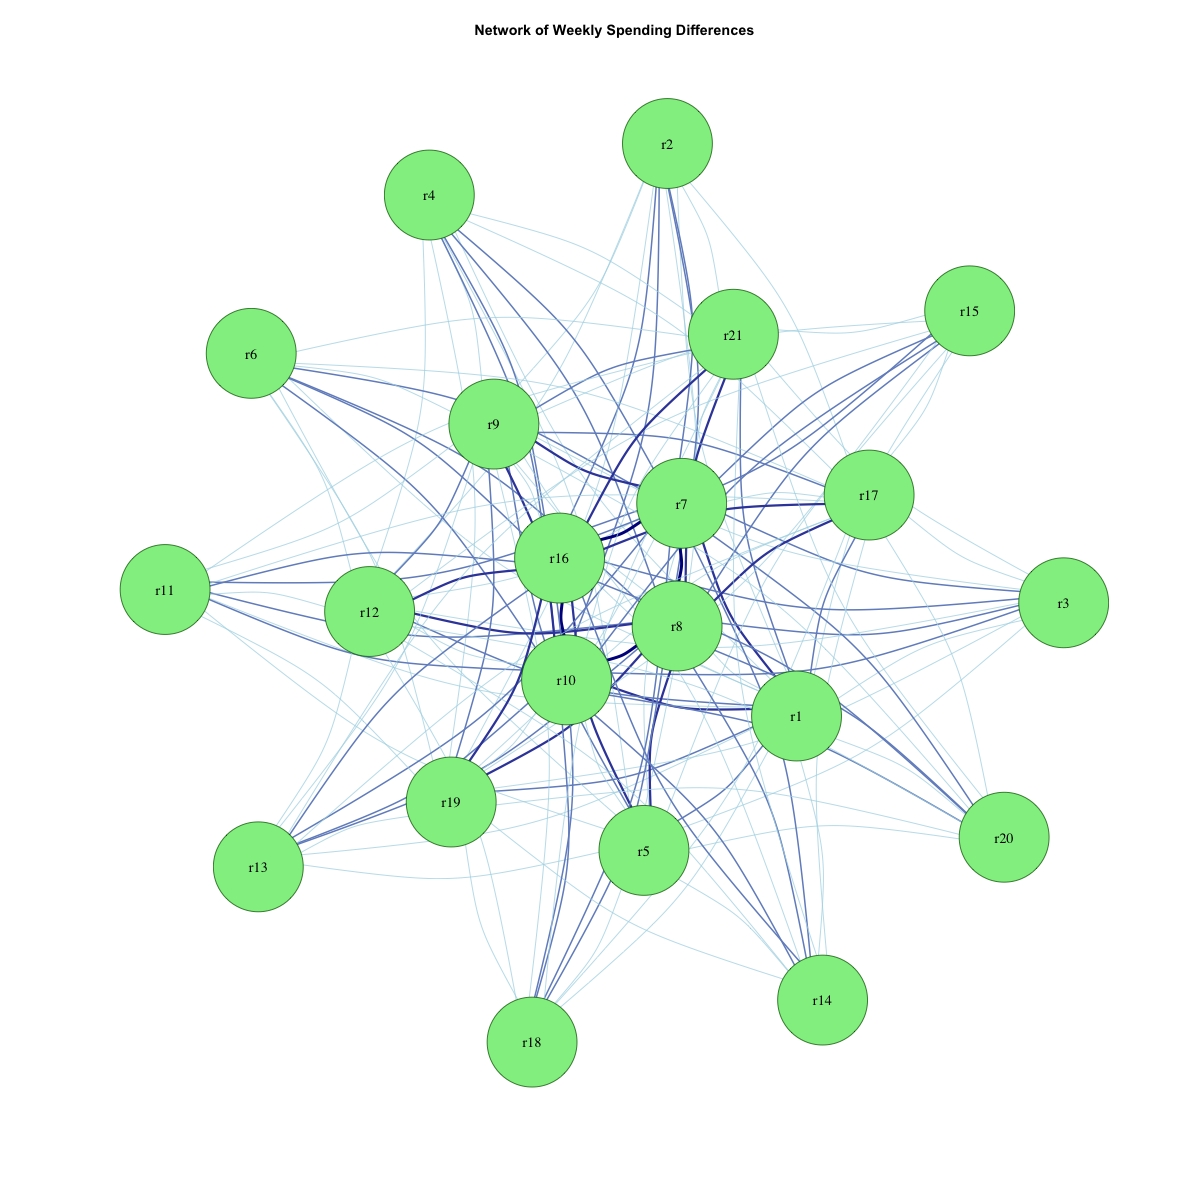 Network of Weekly Spending Differences
r2
r4
r15
r21
r6
r9
r17
r7
r16
r11
r3
r12
r8
r10
r1
r19
r20
r5
r13
r14
r18